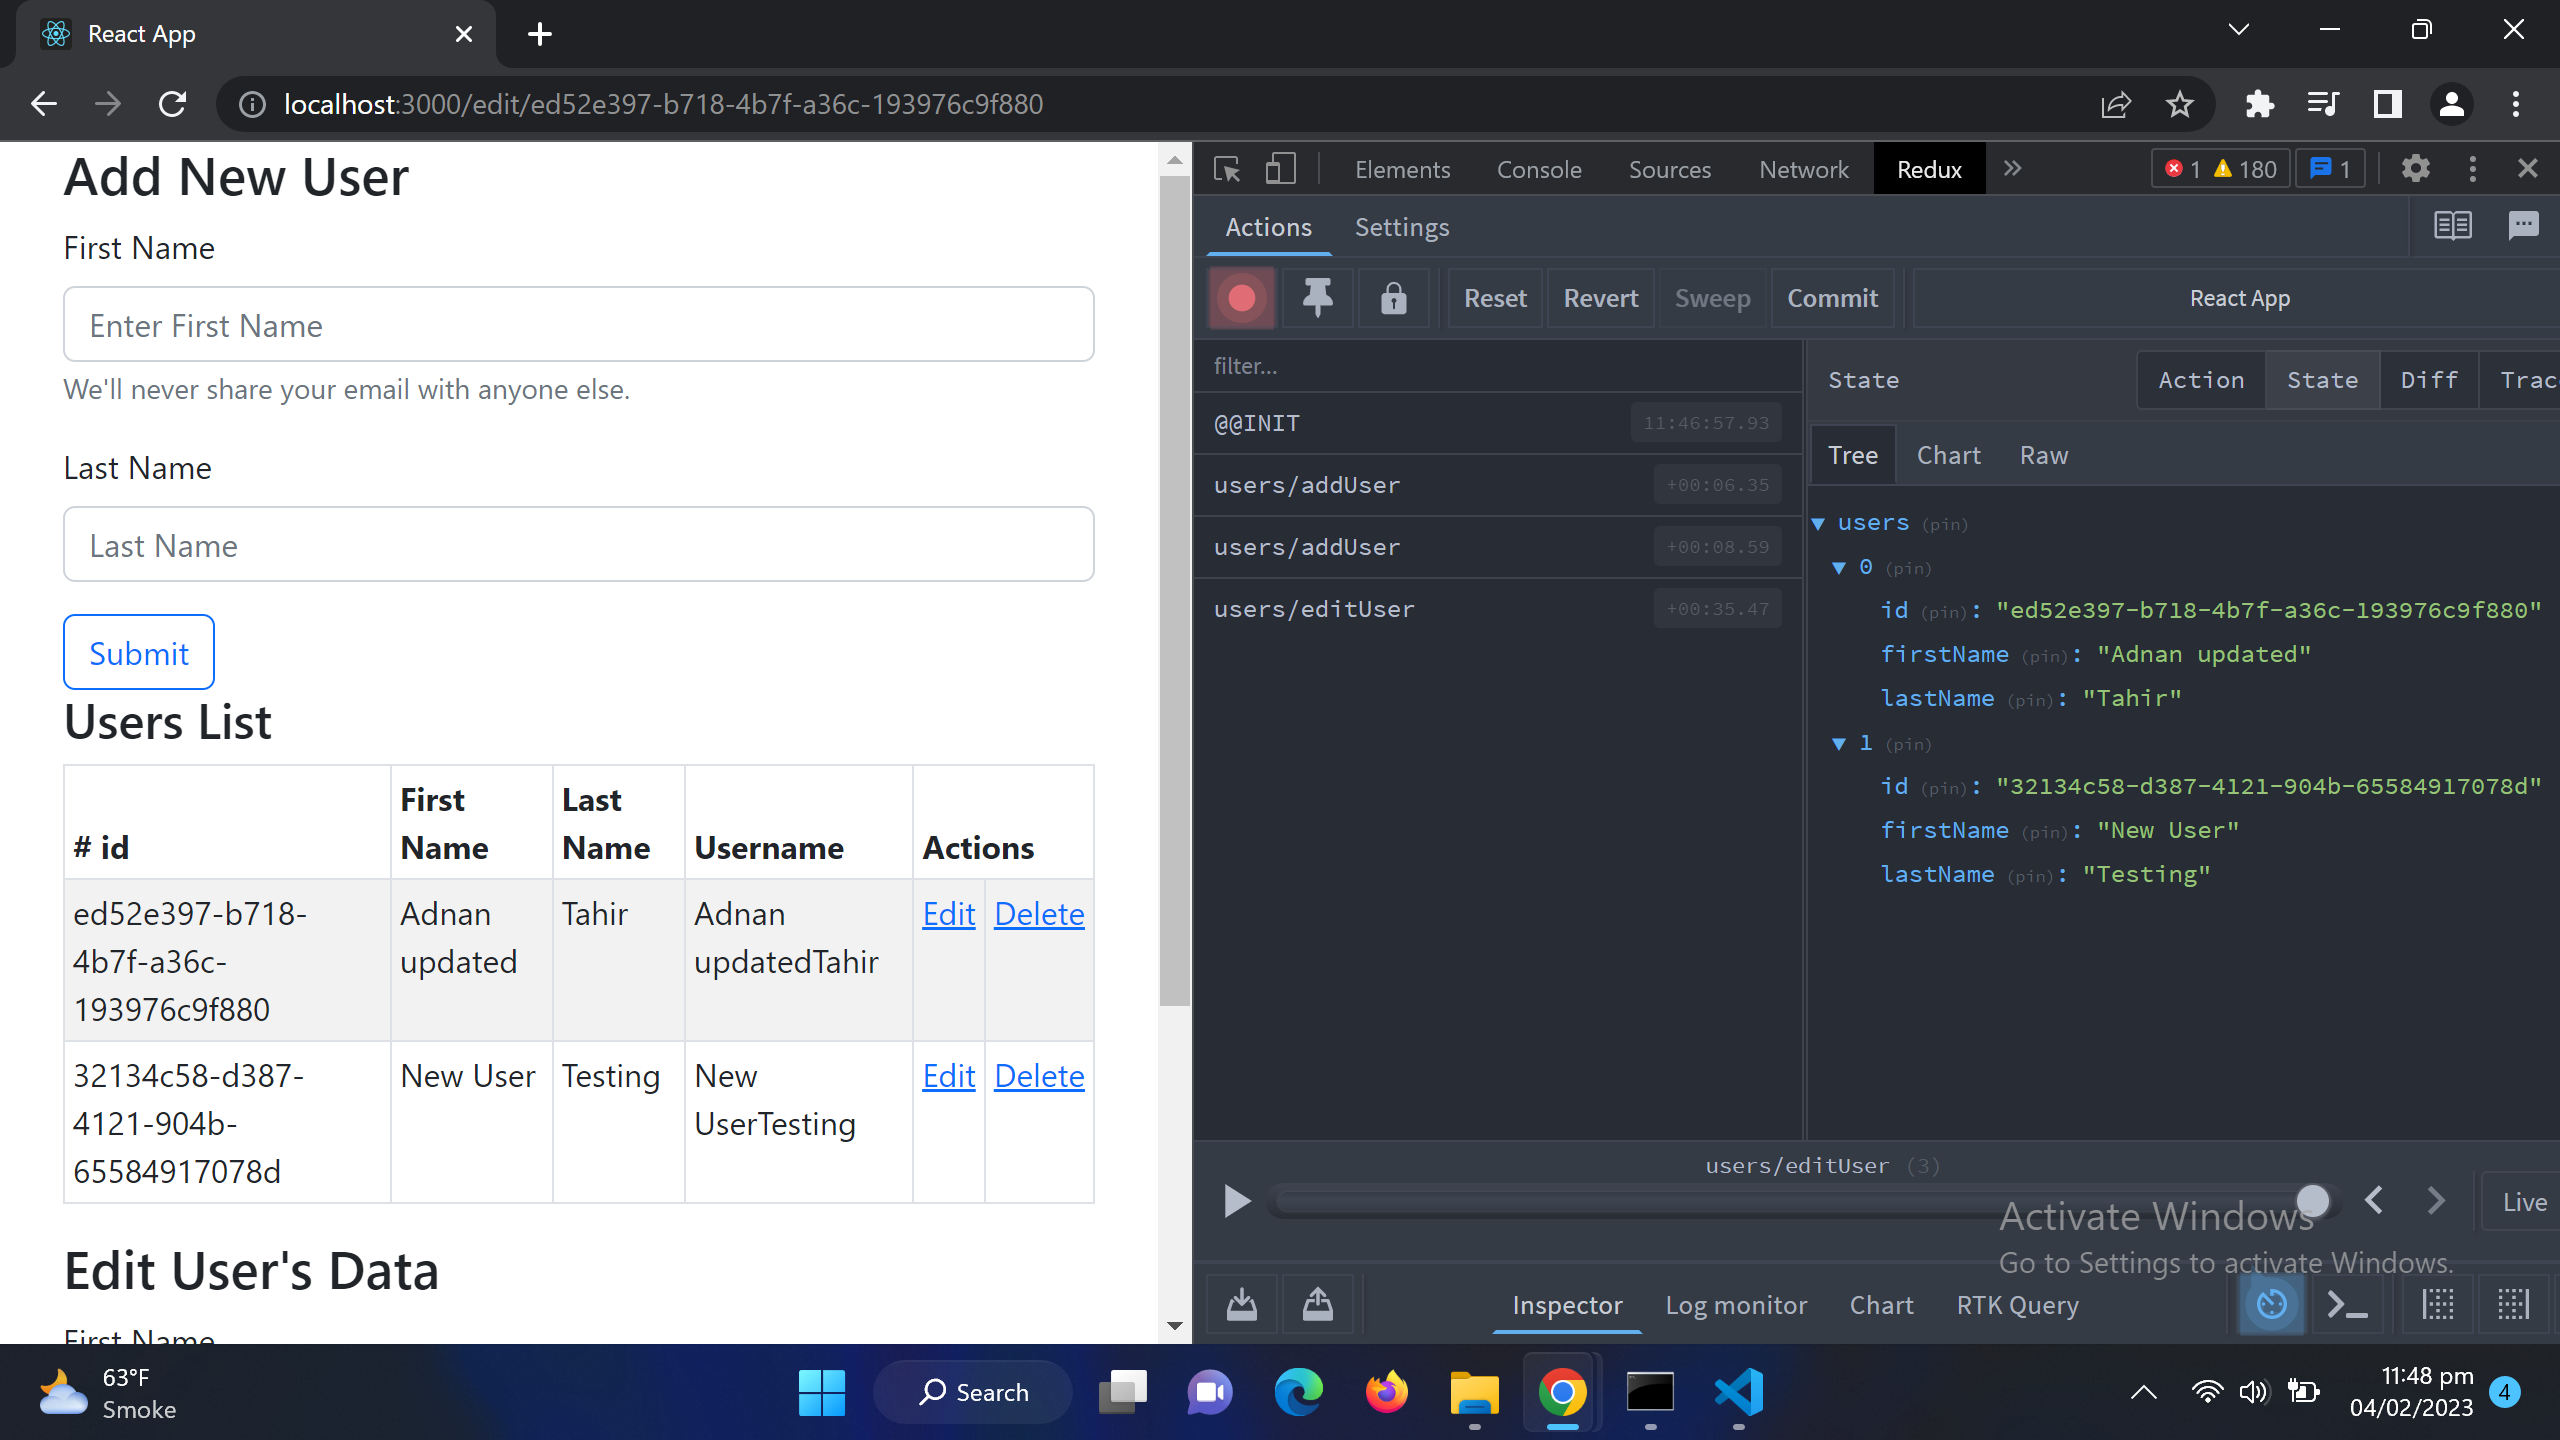 React App
localhost:3000/edit/ed52e397-b718-4b7f-a36c-193976c9f880
Add New User
First Name
Enter First Name
We'll never share your email with anyone else.
Last Name
Last Name
Submit
Users List
# id First Name Last Name Username Actions
ed52e397-b718-4b7f-a36c-193976c9f880 Adnan updated Tahir Adnan updatedTahir Edit Delete
32134c58-d387-4121-904b-65584917078d New User Testing New UserTesting Edit Delete
Edit User's Data
First Name
Elements Console Sources Network Redux 1 180 1
Actions Settings
Reset Revert Sweep Commit React App
filter...
@@INIT 11:46:57.93
users/addUser +00:06.35
users/addUser +00:08.59
users/editUser +00:35.47
State Action State Diff Trac
Tree Chart Raw
users (pin)
0 (pin)
id (pin): "ed52e397-b718-4b7f-a36c-193976c9f880"
firstName (pin): "Adnan updated"
lastName (pin): "Tahir"
1 (pin)
id (pin): "32134c58-d387-4121-904b-65584917078d"
firstName (pin): "New User"
lastName (pin): "Testing"
users/editUser (3)
Live
Activate Windows
Go to Settings to activate Windows.
Inspector Log monitor Chart RTK Query
63°F
Smoke
Search
11:48 pm
04/02/2023
4